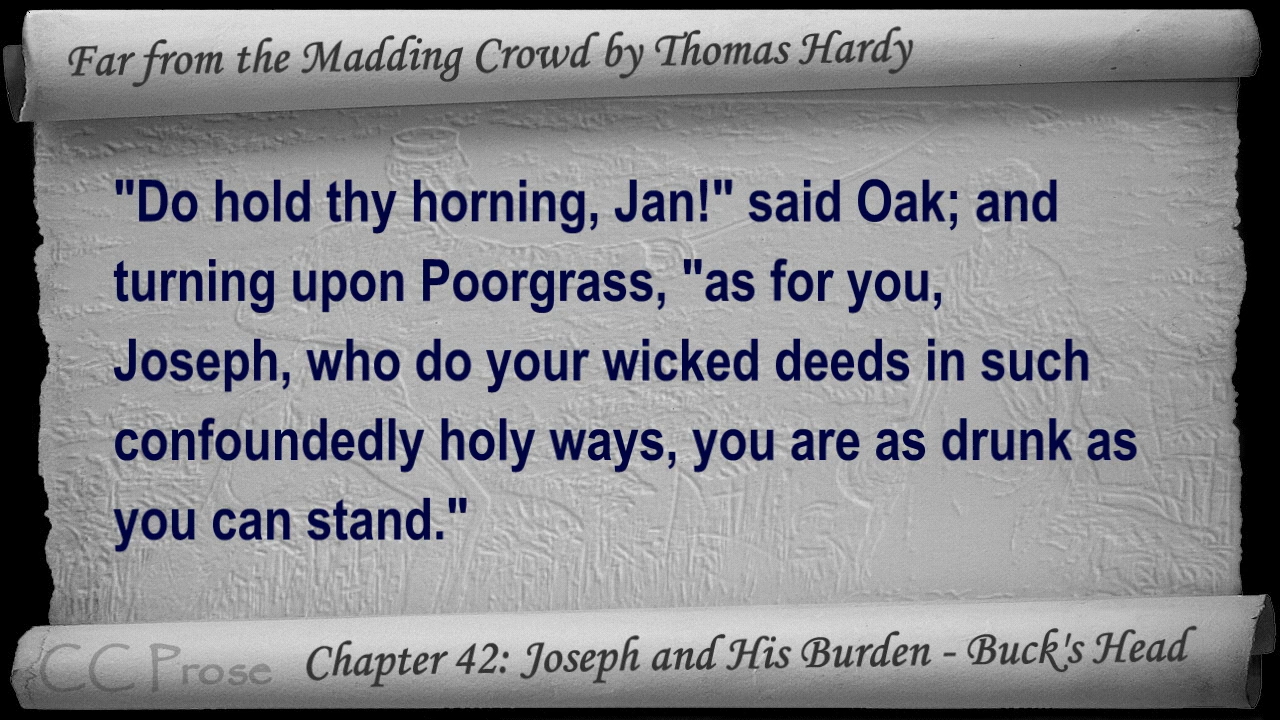 Far from the Madding Crowd by Thomas Hardy
"Do hold thy horning, Jan!" said Oak; and
turning upon Poorgrass, "as for you,
Joseph, who do your wicked deeds in such
confoundedly holy ways, you are as drunk as
you can stand."
CC Prose
Chapter 42: Joseph and His Burden - Buck's Head